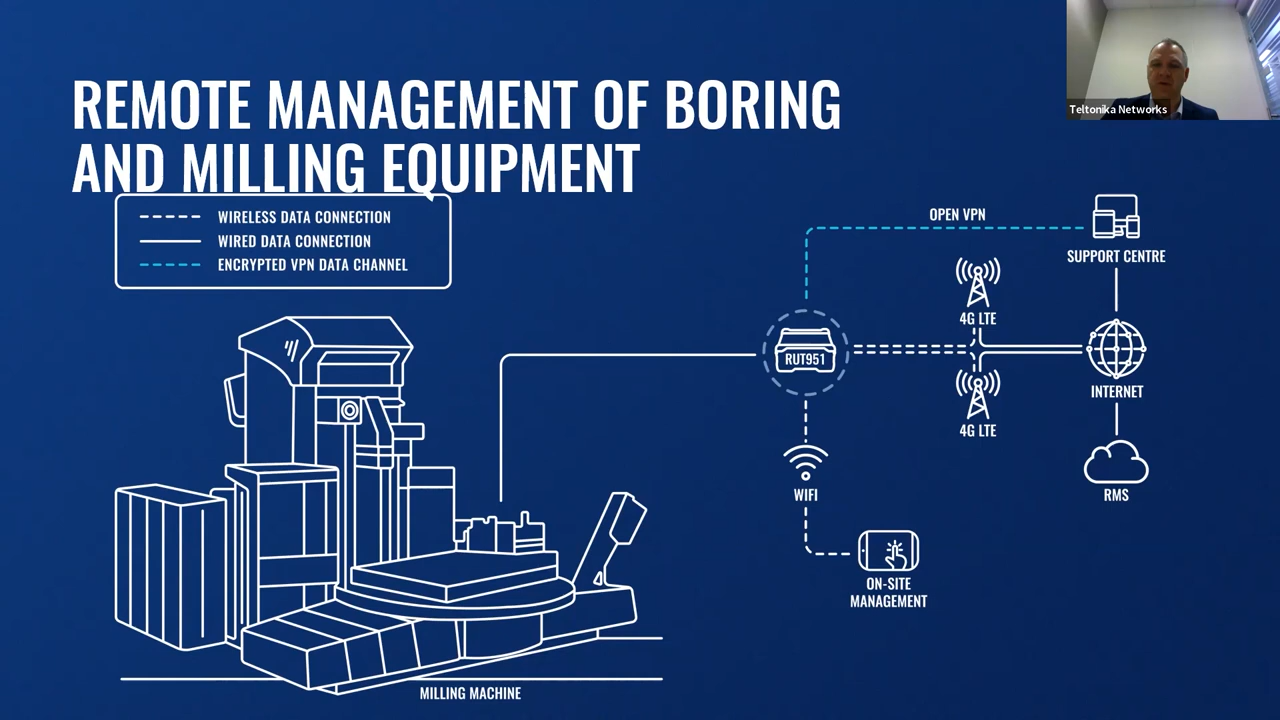 REMOTE MANAGEMENT OF BORING
AND MILLING EQUIPMENT
Teltonika Networks
WIRELESS DATA CONNECTION
WIRED DATA CONNECTION
ENCRYPTED VPN DATA CHANNEL
OPEN VPN
SUPPORT CENTRE
4G LTE
RUT951
INTERNET
4G LTE
WIFI
RMS
ON-SITE
MANAGEMENT
MILLING MACHINE